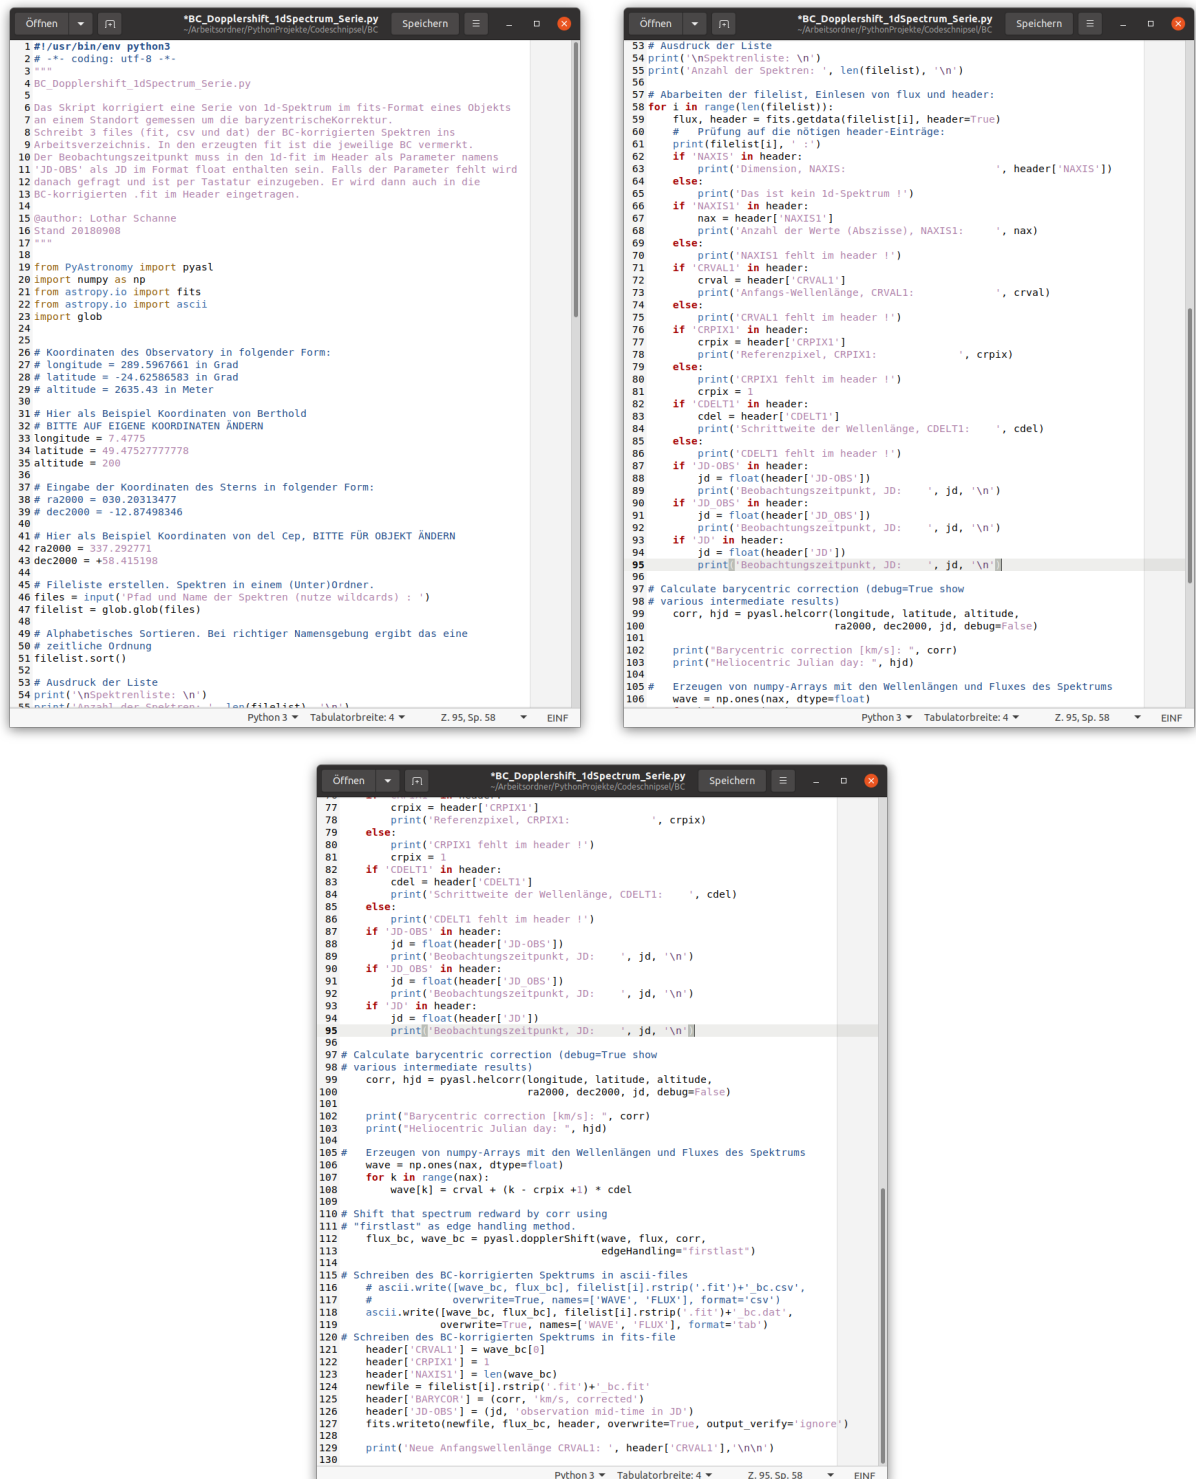 Öffnen
*BC_Dopplershift_1dSpectrum_Serie.py
~/Arbeitsordner/PythonProjekte/Codeschnipsel/BC
Speichern
1 #!/usr/bin/env python3
2 # -*- coding: utf-8 -*-
3 """
4 BC_Dopplershift_1dSpectrum_Serie.py
5
6 Das Skript korrigiert eine Serie von 1d-Spektrum im fits-Format eines Objekts
7 an einem Standort gemessen um die baryzentrischeKorrektur.
8 Schreibt 3 files (fit, csv und dat) der BC-korrigierten Spektren ins
9 Arbeitsverzeichnis. In den erzeugten fit ist die jeweilige BC vermerkt.
10 Der Beobachtungszeitpunkt muss in den 1d-fit im Header als Parameter namens
11 'JD-OBS' als JD im Format float enthalten sein. Falls der Parameter fehlt wird
12 danach gefragt und ist per Tastatur einzugeben. Er wird dann auch in die
13 BC-korrigierten .fit im Header eingetragen.
14
15 @author: Lothar Schanne
16 Stand 20180908
17 """
18
19 from PyAstronomy import pyasl
20 import numpy as np
21 from astropy.io import fits
22 from astropy.io import ascii
23 import glob
24
25
26 # Koordinaten des Observatory in folgender Form:
27 # longitude = 289.5967661 in Grad
28 # latitude = -24.62586583 in Grad
29 # altitude = 2635.43 in Meter
30
31 # Hier als Beispiel Koordinaten von Berthold
32 # BITTE AUF EIGENE KOORDINATEN ÄNDERN
33 longitude = 7.4775
34 latitude = 49.47527777778
35 altitude = 200
36
37 # Eingabe der Koordinaten des Sterns in folgender Form:
38 # ra2000 = 030.20313477
39 # dec2000 = -12.87498346
40
41 # Hier als Beispiel Koordinaten von del Cep, BITTE FÜR OBJEKT ÄNDERN
42 ra2000 = 337.292771
43 dec2000 = +58.415198
44
45 # Fileliste erstellen. Spektren in einem (Unter)Ordner.
46 files = input('Pfad und Name der Spektren (nutze wildcards) : ')
47 filelist = glob.glob(files)
48
49 # Alphabetisches Sortieren. Bei richtiger Namensgebung ergibt das eine
50 # zeitliche Ordnung
51 filelist.sort()
52
53 # Ausdruck der Liste
54 print('\nSpektrenliste: \n')
55 print('Anzahl der Spektren: ', len(filelist), '\n')
Python 3 Tabulatorbreite: 4 Z. 95, Sp. 58 EINF
Öffnen
*BC_Dopplershift_1dSpectrum_Serie.py
~/Arbeitsordner/PythonProjekte/Codeschnipsel/BC
Speichern
53 # Ausdruck der Liste
54 print('\nSpektrenliste: \n')
55 print('Anzahl der Spektren: ', len(filelist), '\n')
56
57 # Abarbeiten der filelist, Einlesen von flux und header:
58 for i in range(len(filelist)):
59     flux, header = fits.getdata(filelist[i], header=True)
60     #   Prüfung auf die nötigen header-Einträge:
61     print(filelist[i], ' :')
62     if 'NAXIS' in header:
63         print('Dimension, NAXIS:                          ', header['NAXIS'])
64     else:
65         print('Das ist kein 1d-Spektrum !')
66     if 'NAXIS1' in header:
67         nax = header['NAXIS1']
68         print('Anzahl der Werte (Abszisse), NAXIS1:     ', nax)
69     else:
70         print('NAXIS1 fehlt im header !')
71     if 'CRVAL1' in header:
72         crval = header['CRVAL1']
73         print('Anfangs-Wellenlänge, CRVAL1:             ', crval)
74     else:
75         print('CRVAL1 fehlt im header !')
76     if 'CRPIX1' in header:
77         crpix = header['CRPIX1']
78         print('Referenzpixel, CRPIX1:             ', crpix)
79     else:
80         print('CRPIX1 fehlt im header !')
81         crpix = 1
82     if 'CDELT1' in header:
83         cdel = header['CDELT1']
84         print('Schrittweite der Wellenlänge, CDELT1:    ', cdel)
85     else:
86         print('CDELT1 fehlt im header !')
87     if 'JD-OBS' in header:
88         jd = float(header['JD-OBS'])
89         print('Beobachtungszeitpunkt, JD:    ', jd, '\n')
90     if 'JD_OBS' in header:
91         jd = float(header['JD_OBS'])
92         print('Beobachtungszeitpunkt, JD:    ', jd, '\n')
93     if 'JD' in header:
94         jd = float(header['JD'])
95         print('Beobachtungszeitpunkt, JD:    ', jd, '\n')
96
97 # Calculate barycentric correction (debug=True show
98 # various intermediate results)
99     corr, hjd = pyasl.helcorr(longitude, latitude, altitude,
100                               ra2000, dec2000, jd, debug=False)
101
102     print("Barycentric correction [km/s]: ", corr)
103     print("Heliocentric Julian day: ", hjd)
104
105 #   Erzeugen von numpy-Arrays mit den Wellenlängen und Fluxes des Spektrums
106     wave = np.ones(nax, dtype=float)
Python 3 Tabulatorbreite: 4 Z. 95, Sp. 58 EINF
Öffnen
*BC_Dopplershift_1dSpectrum_Serie.py
~/Arbeitsordner/PythonProjekte/Codeschnipsel/BC
Speichern
77         crpix = header['CRPIX1']
78         print('Referenzpixel, CRPIX1:             ', crpix)
79     else:
80         print('CRPIX1 fehlt im header !')
81         crpix = 1
82     if 'CDELT1' in header:
83         cdel = header['CDELT1']
84         print('Schrittweite der Wellenlänge, CDELT1:    ', cdel)
85     else:
86         print('CDELT1 fehlt im header !')
87     if 'JD-OBS' in header:
88         jd = float(header['JD-OBS'])
89         print('Beobachtungszeitpunkt, JD:    ', jd, '\n')
90     if 'JD_OBS' in header:
91         jd = float(header['JD_OBS'])
92         print('Beobachtungszeitpunkt, JD:    ', jd, '\n')
93     if 'JD' in header:
94         jd = float(header['JD'])
95         print('Beobachtungszeitpunkt, JD:    ', jd, '\n')
96
97 # Calculate barycentric correction (debug=True show
98 # various intermediate results)
99     corr, hjd = pyasl.helcorr(longitude, latitude, altitude,
100                               ra2000, dec2000, jd, debug=False)
101
102     print("Barycentric correction [km/s]: ", corr)
103     print("Heliocentric Julian day: ", hjd)
104
105 #   Erzeugen von numpy-Arrays mit den Wellenlängen und Fluxes des Spektrums
106     wave = np.ones(nax, dtype=float)
107     for k in range(nax):
108         wave[k] = crval + (k - crpix +1) * cdel
109
110 # Shift that spectrum redward by corr using
111 # "firstlast" as edge handling method.
112     flux_bc, wave_bc = pyasl.dopplerShift(wave, flux, corr,
113                                           edgeHandling="firstlast")
114
115 # Schreiben des BC-korrigierten Spektrums in ascii-files
116     # ascii.write([wave_bc, flux_bc], filelist[i].rstrip('.fit')+'_bc.csv',
117     #             overwrite=True, names=['WAVE', 'FLUX'], format='csv')
118     ascii.write([wave_bc, flux_bc], filelist[i].rstrip('.fit')+'_bc.dat',
119                 overwrite=True, names=['WAVE', 'FLUX'], format='tab')
120 # Schreiben des BC-korrigierten Spektrums in fits-file
121     header['CRVAL1'] = wave_bc[0]
122     header['CRPIX1'] = 1
123     header['NAXIS1'] = len(wave_bc)
124     newfile = filelist[i].rstrip('.fit')+'_bc.fit'
125     header['BARYCOR'] = (corr, 'km/s, corrected')
126     header['JD-OBS'] = (jd, 'observation mid-time in JD')
127     fits.writeto(newfile, flux_bc, header, overwrite=True, output_verify='ignore')
128
129     print('Neue Anfangswellenlänge CRVAL1: ', header['CRVAL1'],'\n\n')
130
Python 3 Tabulatorbreite: 4 Z. 95, Sp. 58 EINF